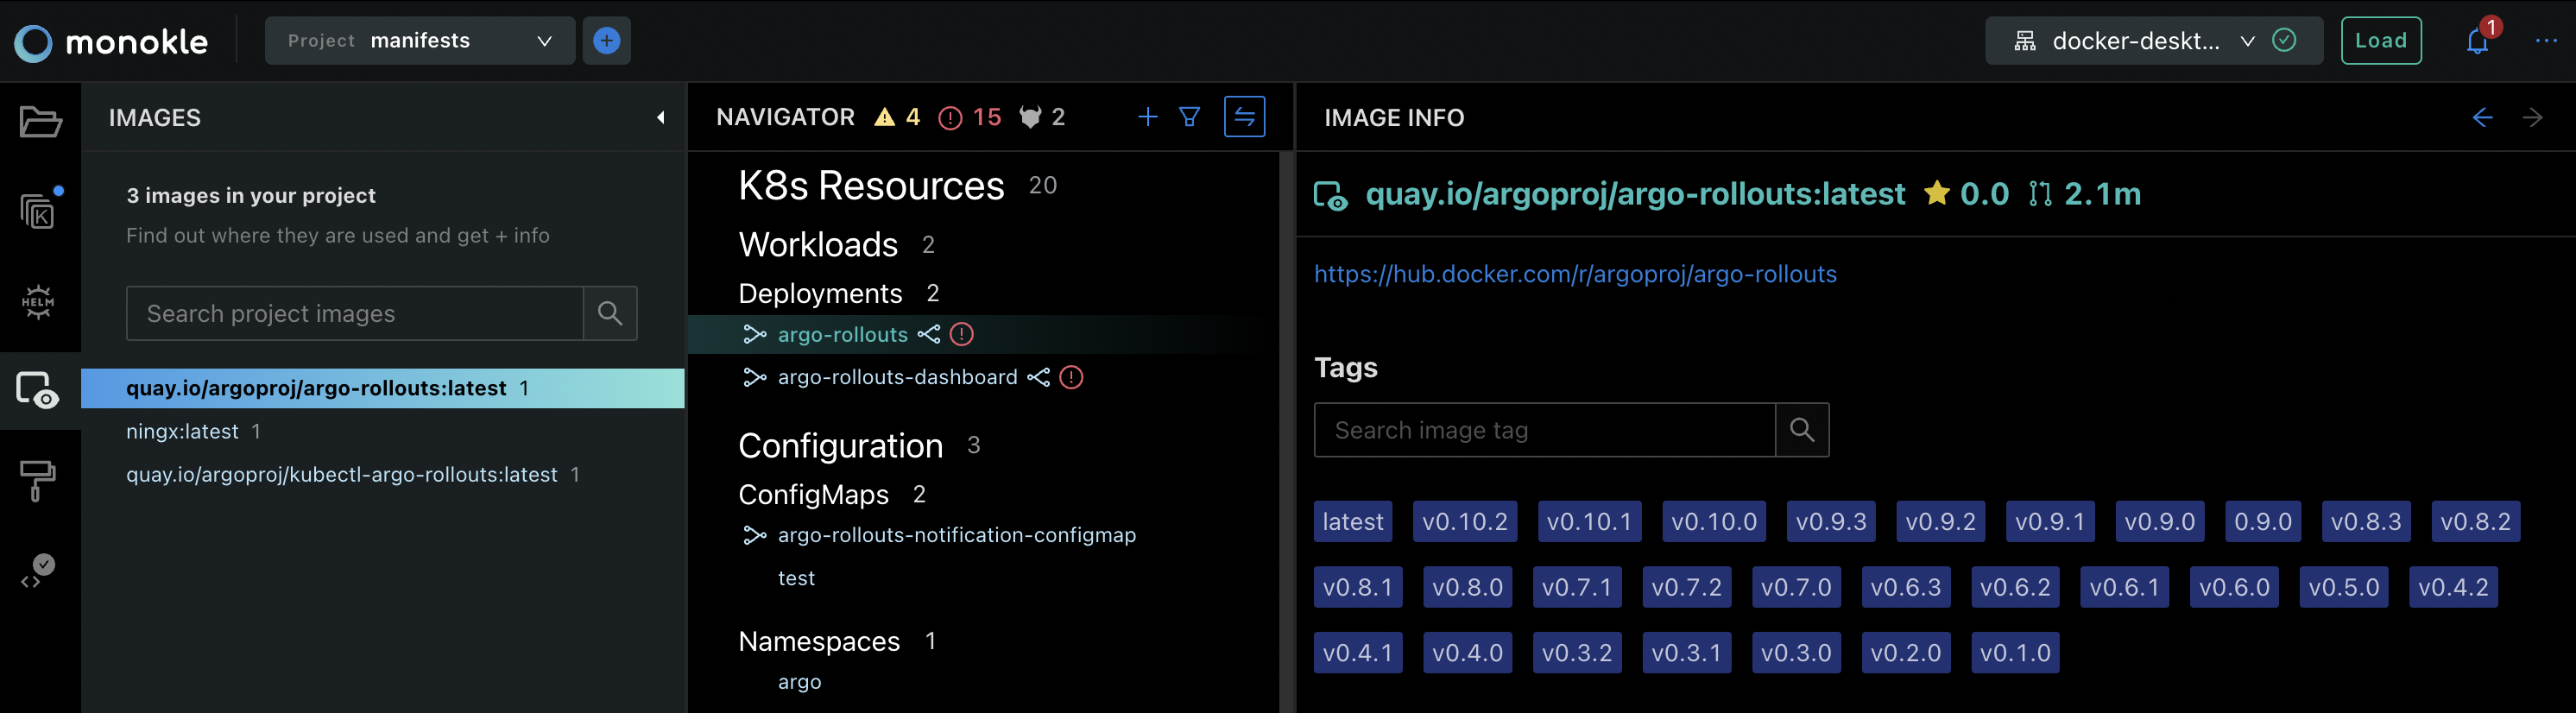 monokle
Project manifests
docker-deskt...
Load
1
IMAGES
3 images in your project
Find out where they are used and get + info
Search project images
quay.io/argoproj/argo-rollouts:latest 1
ningx:latest 1
quay.io/argoproj/kubectl-argo-rollouts:latest 1
HELM
K
NAVIGATOR 4 15 2
K8s Resources 20
Workloads 2
Deployments 2
argo-rollouts
argo-rollouts-dashboard
Configuration 3
ConfigMaps 2
argo-rollouts-notification-configmap
test
Namespaces 1
argo
IMAGE INFO
quay.io/argoproj/argo-rollouts:latest 0.0 2.1m
https://hub.docker.com/r/argoproj/argo-rollouts
Tags
Search image tag
latest v0.10.2 v0.10.1 v0.10.0 v0.9.3 v0.9.2 v0.9.1 v0.9.0 0.9.0 v0.8.3 v0.8.2
v0.8.1 v0.8.0 v0.7.1 v0.7.2 v0.7.0 v0.6.3 v0.6.2 v0.6.1 v0.6.0 v0.5.0 v0.4.2
v0.4.1 v0.4.0 v0.3.2 v0.3.1 v0.3.0 v0.2.0 v0.1.0